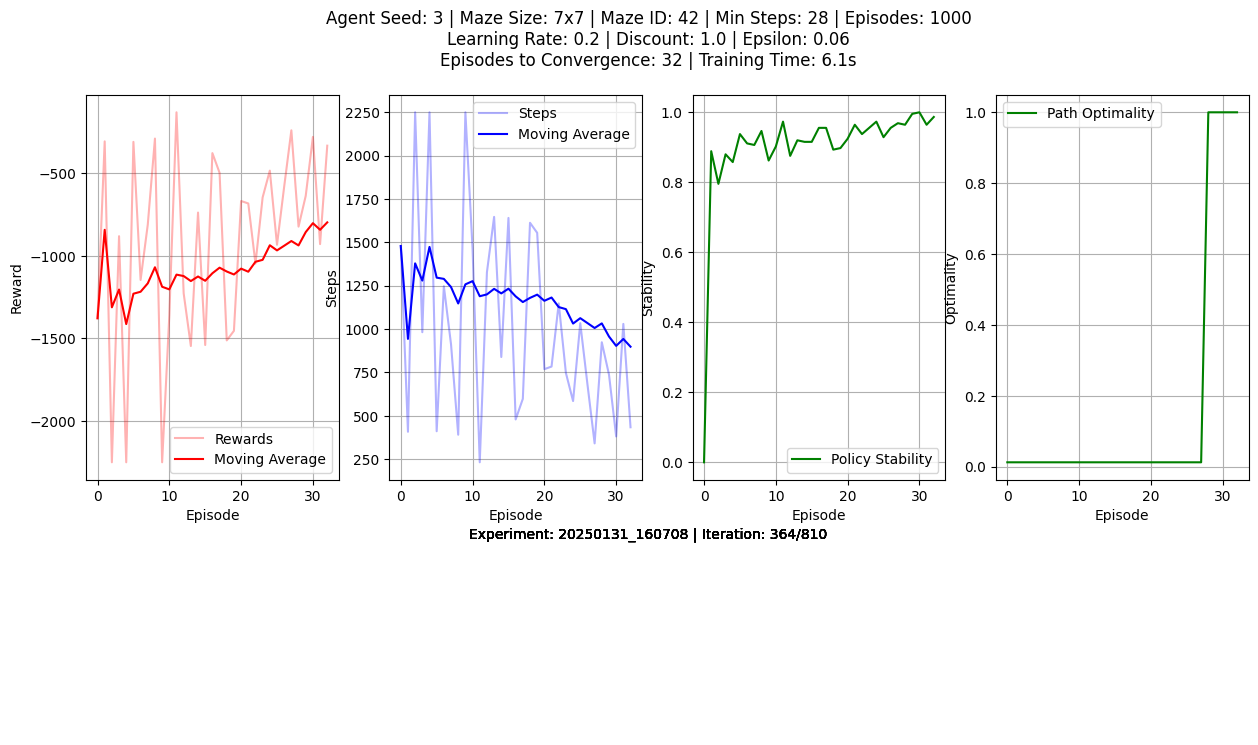 Agent Seed: 3 | Maze Size: 7x7 | Maze ID: 42 | Min Steps: 28 | Episodes: 1000
Learning Rate: 0.2 | Discount: 1.0 | Epsilon: 0.06
Episodes to Convergence: 32 | Training Time: 6.1s
Reward
−500
−1000
−1500
−2000
Rewards
Moving Average
0
10
20
30
Episode
Steps
2250
2000
1750
1500
1250
1000
750
500
250
Steps
Moving Average
0
10
20
30
Episode
Stability
1.0
0.8
0.6
0.4
0.2
0.0
Policy Stability
0
10
20
30
Episode
Optimality
1.0
0.8
0.6
0.4
0.2
0.0
Path Optimality
0
10
20
30
Episode
Experiment: 20250131_160708 | Iteration: 364/810